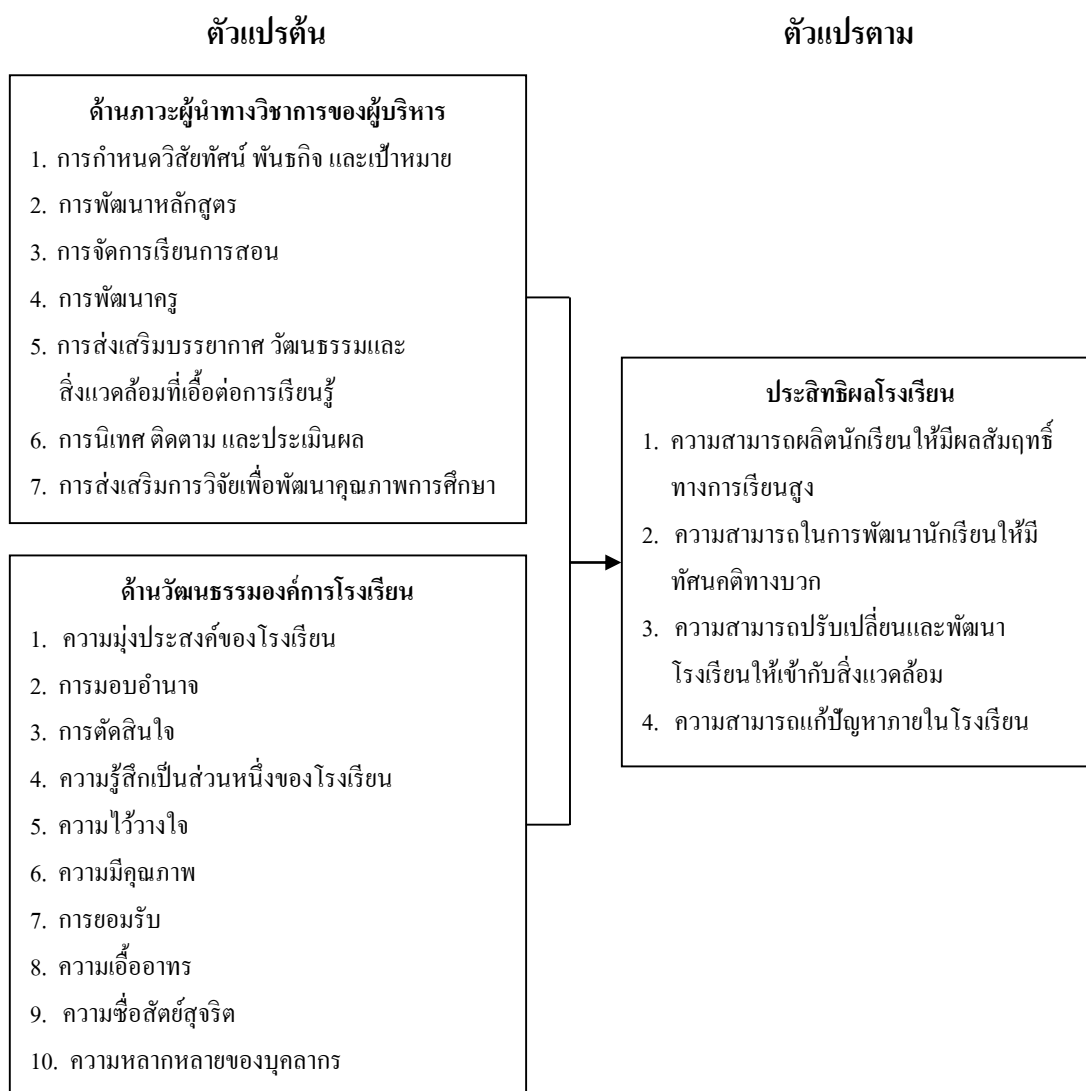 ตัวแปรต้น
ตัวแปรตาม
ด้านภาวะผู้นำทางวิชาการของผู้บริหาร
1. การกำหนดวิสัยทัศน์ พันธกิจ และเป้าหมาย
2. การพัฒนาหลักสูตร
3. การจัดการเรียนการสอน
4. การพัฒนาครู
5. การส่งเสริมบรรยากาศ วัฒนธรรมและ
สิ่งแวดล้อมที่เอื้อต่อการเรียนรู้
6. การนิเทศ ติดตาม และประเมินผล
7. การส่งเสริมการวิจัยเพื่อพัฒนาคุณภาพการศึกษา
ด้านวัฒนธรรมองค์การโรงเรียน
1. ความมุ่งประสงค์ของโรงเรียน
2. การมอบอำนาจ
3. การตัดสินใจ
4. ความรู้สึกเป็นส่วนหนึ่งของโรงเรียน
5. ความไว้วางใจ
6. ความมีคุณภาพ
7. การยอมรับ
8. ความเอื้ออาทร
9. ความซื่อสัตย์สุจริต
10. ความหลากหลายของบุคลากร
ประสิทธิผลโรงเรียน
1. ความสามารถผลิตนักเรียนให้มีผลสัมฤทธิ์
ทางการเรียนสูง
2. ความสามารถในการพัฒนานักเรียนให้มี
ทัศนคติทางบวก
3. ความสามารถปรับเปลี่ยนและพัฒนา
โรงเรียนให้เข้ากับสิ่งแวดล้อม
4. ความสามารถแก้ปัญหาภายในโรงเรียน